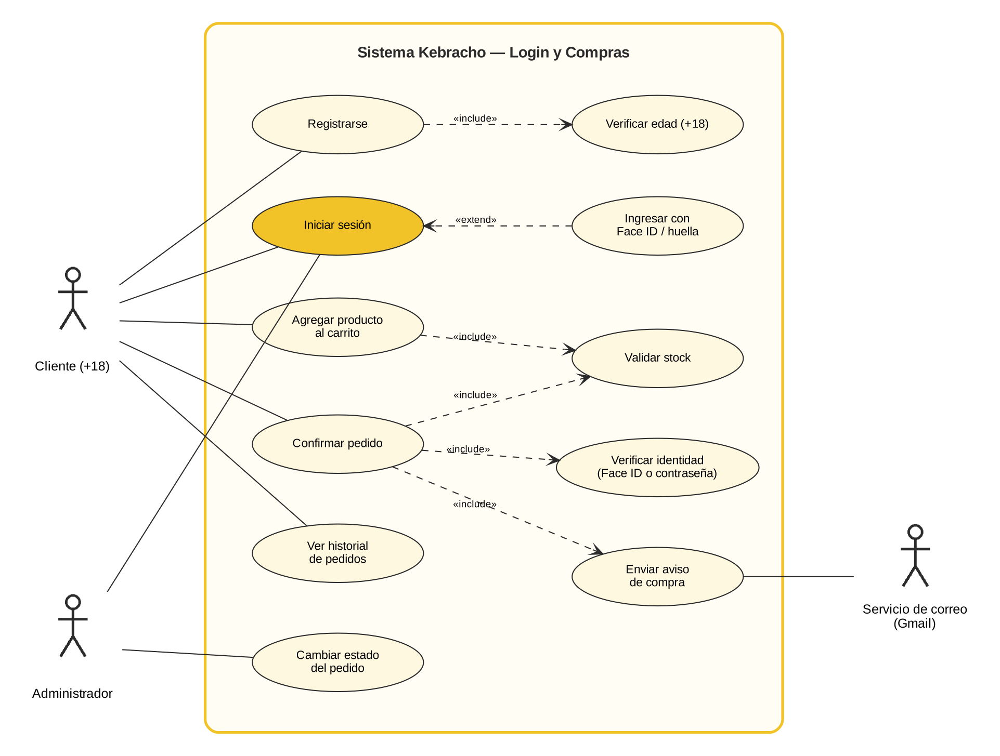 Sistema Kebracho — Login y Compras
Registrarse
«include»
Verificar edad (+18)
Iniciar sesión
«extend»
Ingresar con
Face ID / huella
Agregar producto
al carrito
«include»
Validar stock
Cliente (+18)
«include»
Confirmar pedido
«include»
Verificar identidad
(Face ID o contraseña)
«include»
Ver historial
de pedidos
Enviar aviso
de compra
Servicio de correo
(Gmail)
Cambiar estado
del pedido
Administrador